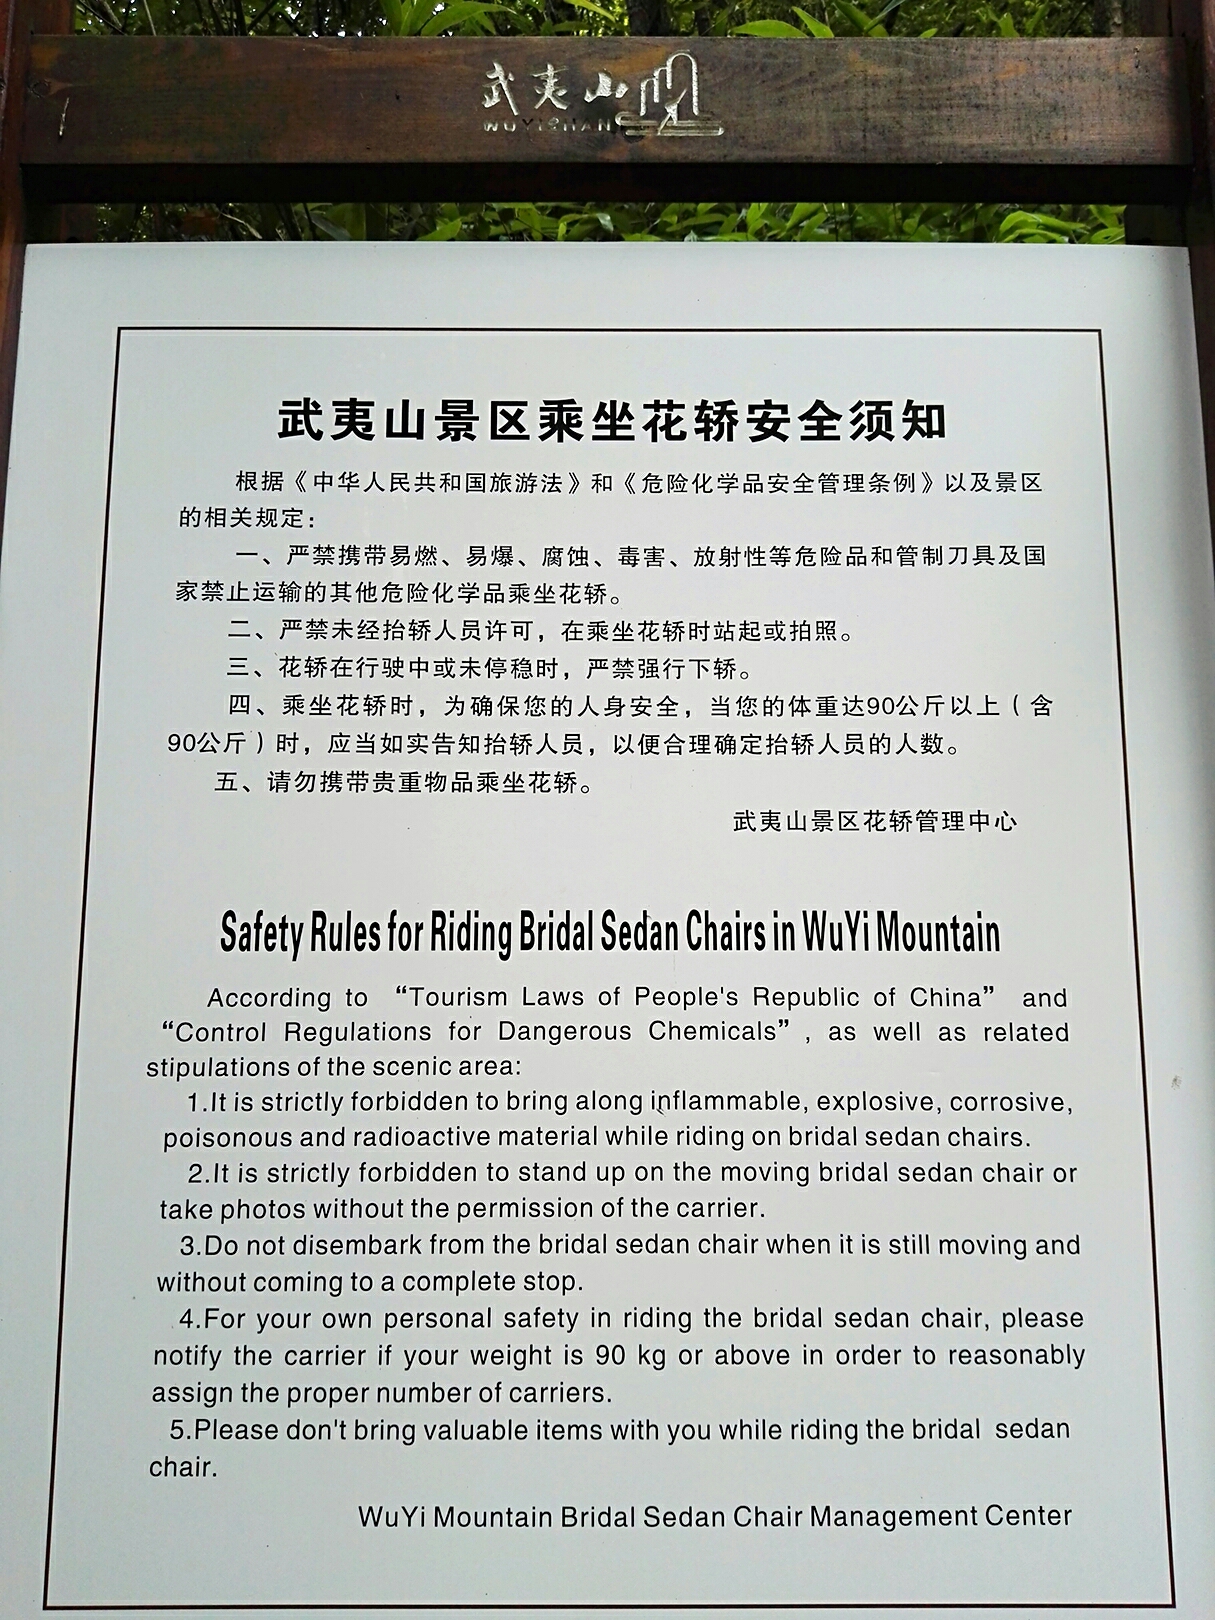 武夷山
WUYISHAN
武夷山景区乘坐花轿安全须知
根据《中华人民共和国旅游法》和《危险化学品安全管理条例》以及景区
的相关规定：
一、严禁携带易燃、易爆、腐蚀、毒害、放射性等危险品和管制刀具及国
家禁止运输的其他危险化学品乘坐花轿。
二、严禁未经抬轿人员许可，在乘坐花轿时站起或拍照。
三、花轿在行驶中或未停稳时，严禁强行下轿。
四、乘坐花轿时，为确保您的人身安全，当您的体重达90公斤以上（含
90公斤）时，应当如实告知抬轿人员，以便合理确定抬轿人员的人数。
五、请勿携带贵重物品乘坐花轿。
武夷山景区花轿管理中心
Safety Rules for Riding Bridal Sedan Chairs in WuYi Mountain
According to “Tourism Laws of People's Republic of China” and
“Control Regulations for Dangerous Chemicals” , as well as related
stipulations of the scenic area:
1.It is strictly forbidden to bring along inflammable, explosive, corrosive,
poisonous and radioactive material while riding on bridal sedan chairs.
2.It is strictly forbidden to stand up on the moving bridal sedan chair or
take photos without the permission of the carrier.
3.Do not disembark from the bridal sedan chair when it is still moving and
without coming to a complete stop.
4.For your own personal safety in riding the bridal sedan chair, please
notify the carrier if your weight is 90 kg or above in order to reasonably
assign the proper number of carriers.
5.Please don't bring valuable items with you while riding the bridal sedan
chair.
WuYi Mountain Bridal Sedan Chair Management Center